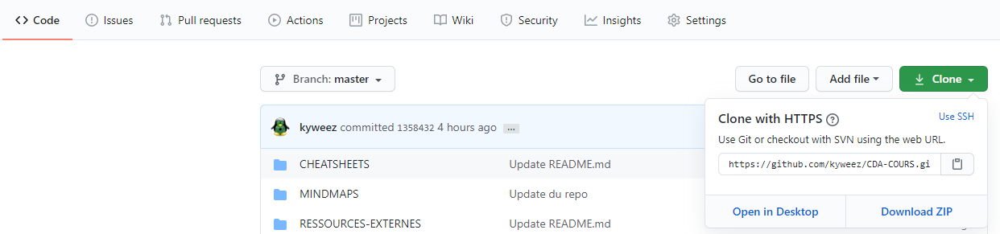 Code Issues Pull requests Actions Projects Wiki Security Insights Settings
Branch: master Go to file Add file Clone
kyweez committed 1358432 4 hours ago ...
CHEATSHEETS Update README.md
MINDMAPS Update du repo
RESSOURCES-EXTERNES Update README.md
Clone with HTTPS ? Use SSH
Use Git or checkout with SVN using the web URL.
https://github.com/kyweez/CDA-COURS.gi
Open in Desktop Download ZIP